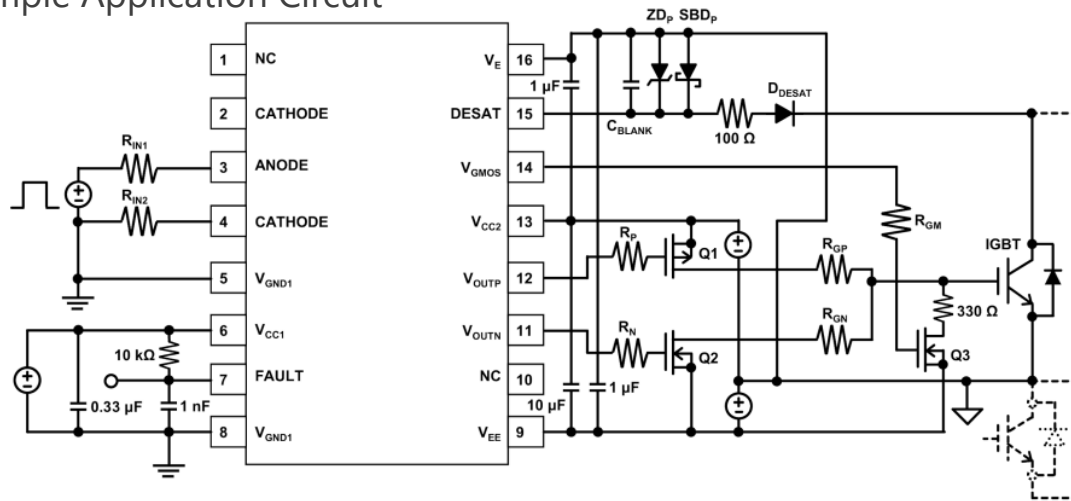 mple Application Circuit
ZDP SBDP
1 NC
VE 16
1 µF
DDESAT
2 CATHODE
DESAT 15
CBLANK
100 Ω
RIN1
3 ANODE
VGMOS 14
RIN2
4 CATHODE
VCC2 13
RGM
IGBT
RP
Q1
RGP
5 VGND1
VOUTP 12
330 Ω
6 VCC1
VOUTN 11
RN
RGN
10 kΩ
Q2
Q3
7 FAULT
NC 10
0.33 µF
1 nF
10 µF
1 µF
8 VGND1
VEE 9